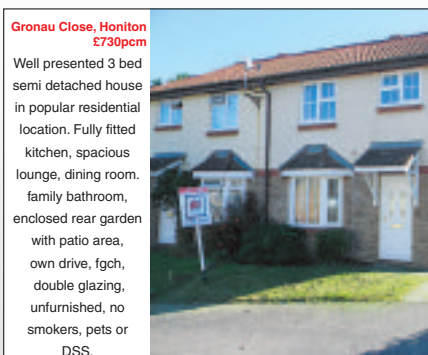 Gronau Close, Honiton
£730pcm
Well presented 3 bed
semi detached house
in popular residential
location. Fully fitted
kitchen, spacious
lounge, dining room.
family bathroom,
enclosed rear garden
with patio area,
own drive, fgch,
double glazing,
unfurnished, no
smokers, pets or
DSS.